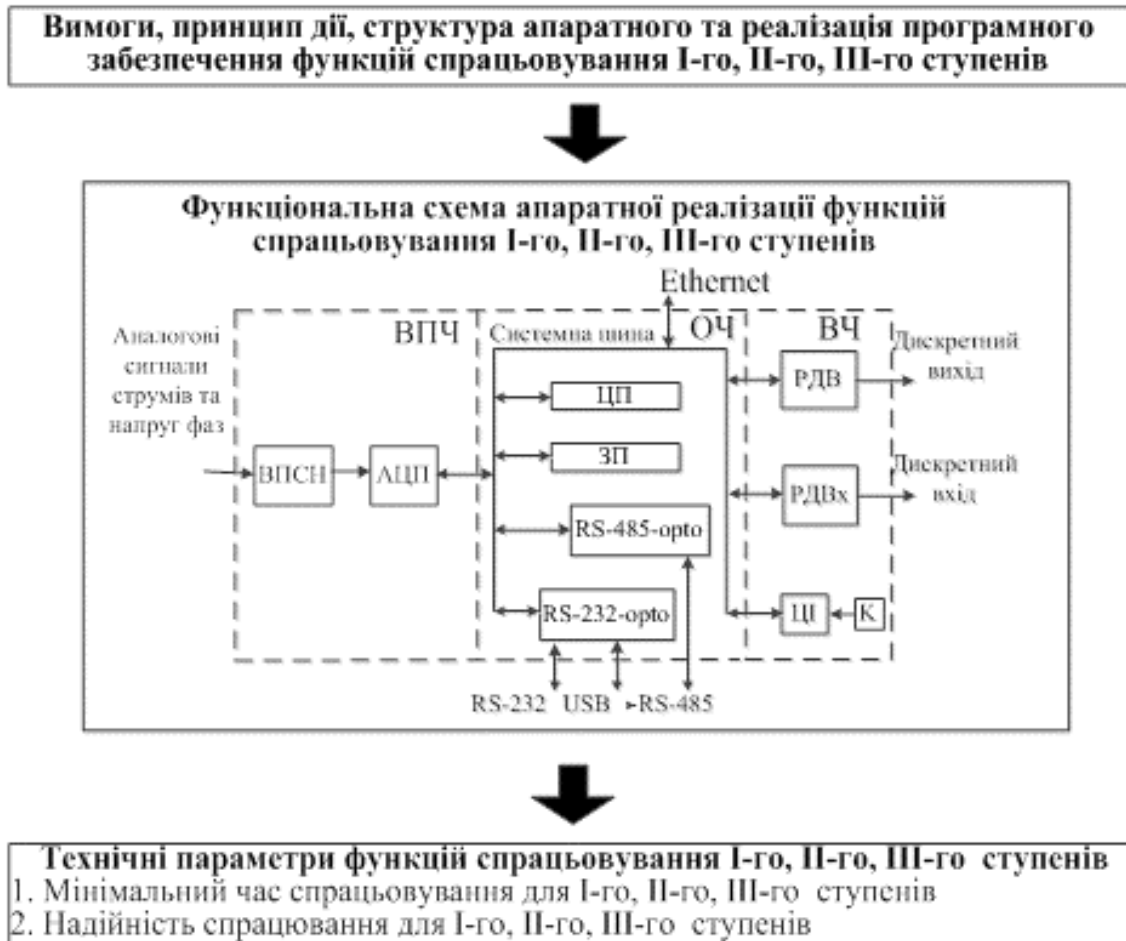 Вимоги, принцип дії, структура апаратного та реалізація програмного
забезпечення функцій спрацьовування І-го, ІІ-го, ІІІ-го ступенів
Функціональна схема апаратної реалізації функцій
спрацьовування І-го, ІІ-го, ІІІ-го ступенів
Ethernet
Аналогові
сигнали
струмів та
напруг фаз
ВПЧ
Системна шина
ОЧ
ВЧ
Дискретний
вихід
ВПСН
АЦП
ЦП
ЗП
RS-485-opto
RS-232-opto
РДВ
РДВх
Дискретний
вхід
ЦІ
К
RS-232 USB RS-485
Технічні параметри функцій спрацьовування І-го, ІІ-го, ІІІ-го ступенів
1. Мінімальний час спрацьовування для І-го, ІІ-го, ІІІ-го ступенів
2. Надійність спрацювання для І-го, ІІ-го, ІІІ-го ступенів